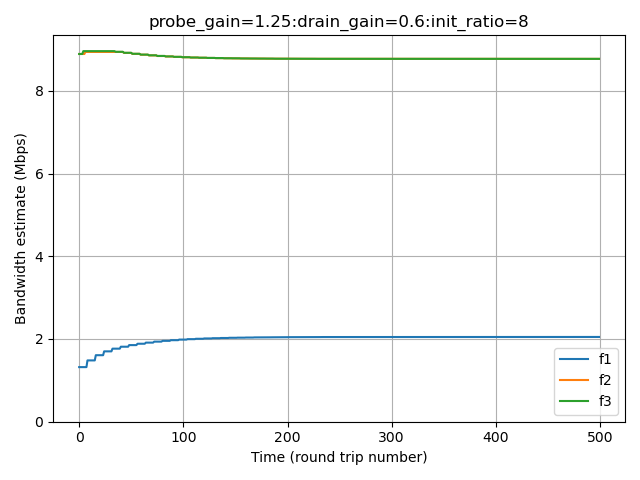 probe_gain=1.25:drain_gain=0.6:init_ratio=8
Bandwidth estimate (Mbps)
8
6
4
2
0
0 100 200 300 400 500
Time (round trip number)
f1
f2
f3